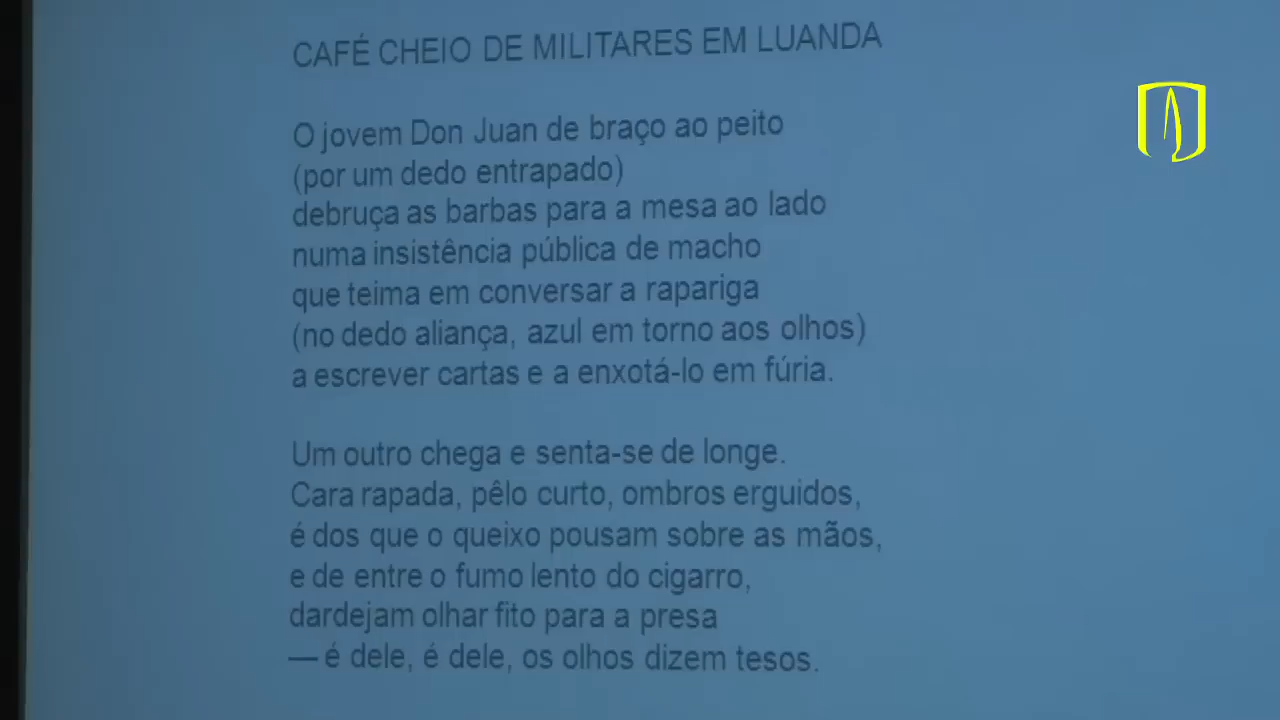 CAFÉ CHEIO DE MILITARES EM LUANDA
O jovem Don Juan de braço ao peito
(por um dedo entrapado)
debruça as barbas para a mesa ao lado
numa insistência pública de macho
que teima em conversar a rapariga
(no dedo aliança, azul em torno aos olhos)
a escrever cartas e a enxotá-lo em fúria.
Um outro chega e senta-se de longe.
Cara rapada, pêlo curto, ombros erguidos,
é dos que o queixo pousam sobre as mãos,
e de entre o fumo lento do cigarro,
dardejam olhar fito para a presa
— é dele, é dele, os olhos dizem tesos.